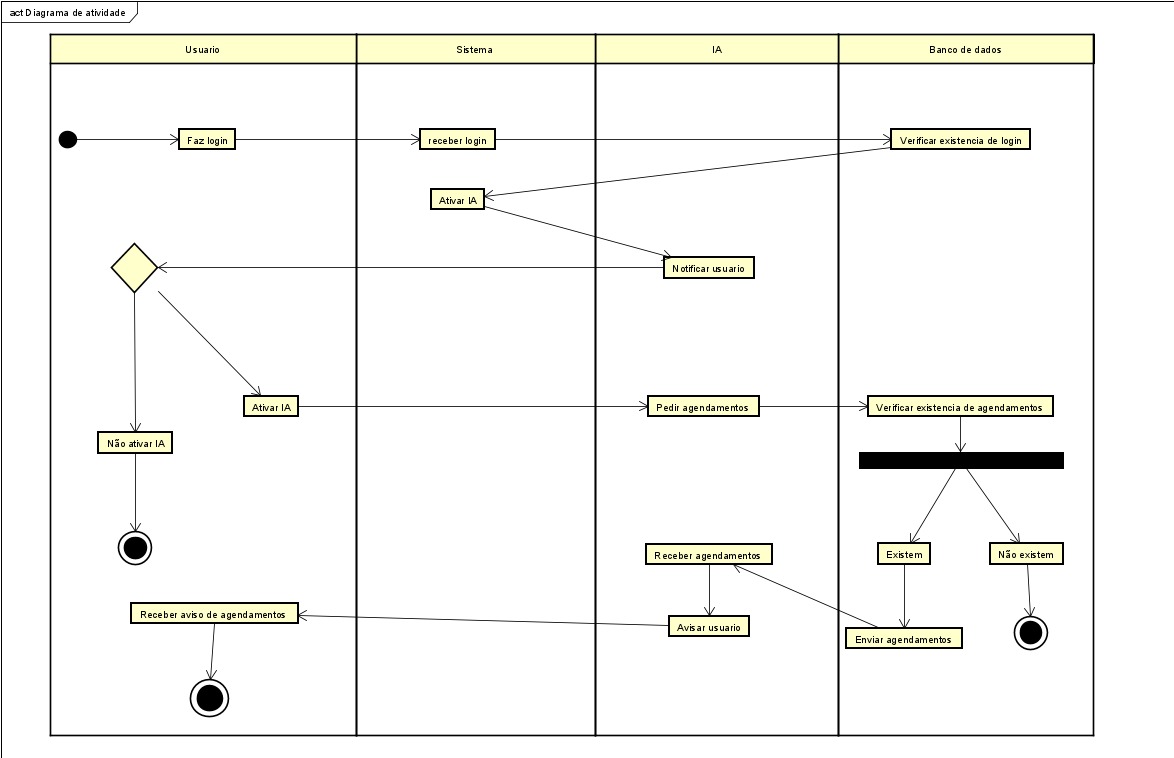 act Diagrama de atividade
Usuario
Sistema
IA
Banco de dados
Faz login
receber login
Verificar existencia de login
Ativar IA
Notificar usuario
Ativar IA
Pedir agendamentos
Verificar existencia de agendamentos
Não ativar IA
Receber agendamentos
Existem
Não existem
Receber aviso de agendamentos
Avisar usuario
Enviar agendamentos